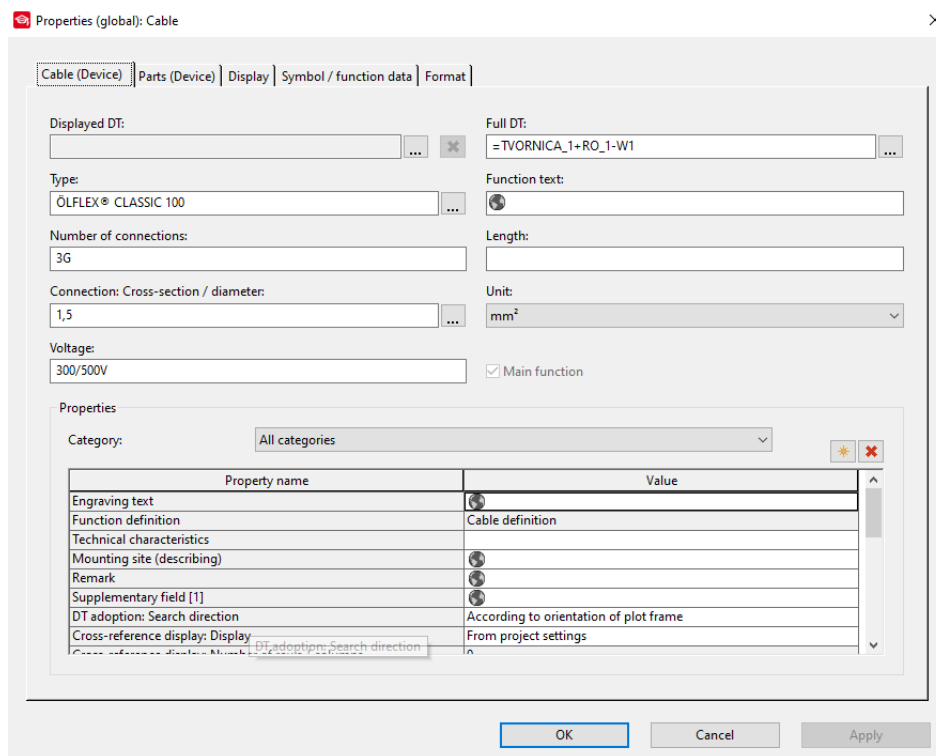 Properties (global): Cable
Cable (Device) Parts (Device) Display Symbol / function data Format
Displayed DT: Full DT:
... =TVORNICA_1+RO_1-W1 ...
Type: Function text:
ÖLFLEX® CLASSIC 100 ...
Number of connections: Length:
3G
Connection: Cross-section / diameter: Unit:
1,5 ... mm²
Voltage:
300/500V Main function
Properties
Category: All categories
Property name Value
Engraving text
Function definition Cable definition
Technical characteristics
Mounting site (describing)
Remark
Supplementary field [1]
DT adoption: Search direction According to orientation of plot frame
Cross-reference display: Display From project settings
DT adoption: Search direction
OK Cancel Apply